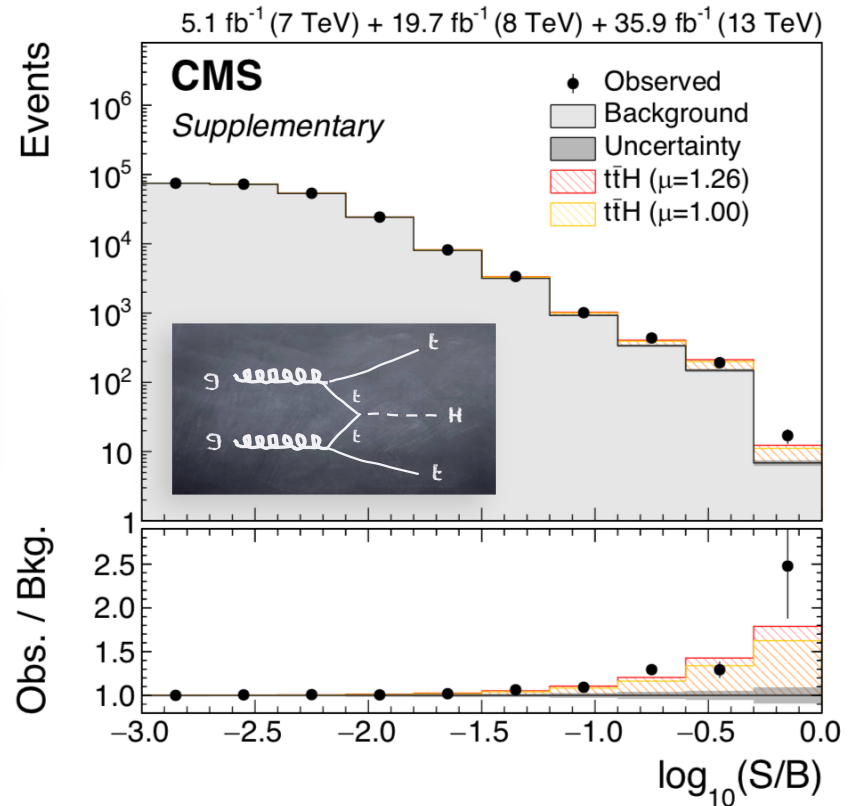 5.1 fb⁻¹ (7 TeV) + 19.7 fb⁻¹ (8 TeV) + 35.9 fb⁻¹ (13 TeV)
CMS
Supplementary
Observed
Background
Uncertainty
tt̄H (μ=1.26)
tt̄H (μ=1.00)
Events
10⁶
10⁵
10⁴
10³
10²
10
1
g
g
t
t
t
t
H
Obs. / Bkg.
2.5
2.0
1.5
1.0
−3.0 −2.5 −2.0 −1.5 −1.0 −0.5 0.0
log₁₀(S/B)